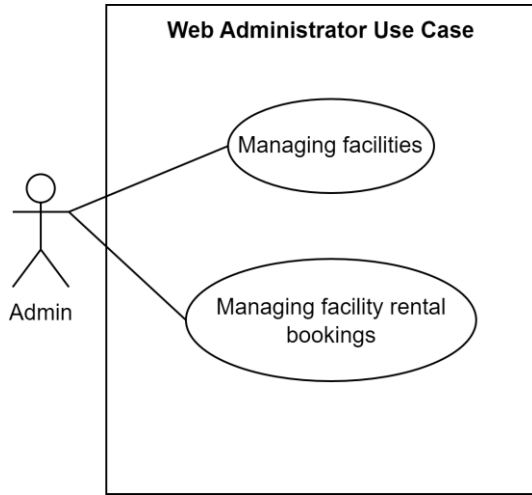 Web Administrator Use Case
Managing facilities
Admin
Managing facility rental
bookings